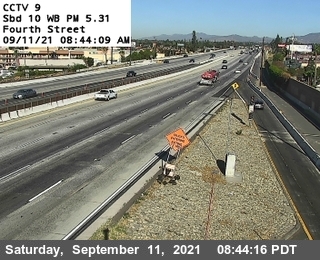 CCTV 9
Sbd 10 WB PM 5.31
Fourth Street
09/11/21 08:44:09 AM
Saturday, September 11, 2021 08:44:16 PDT